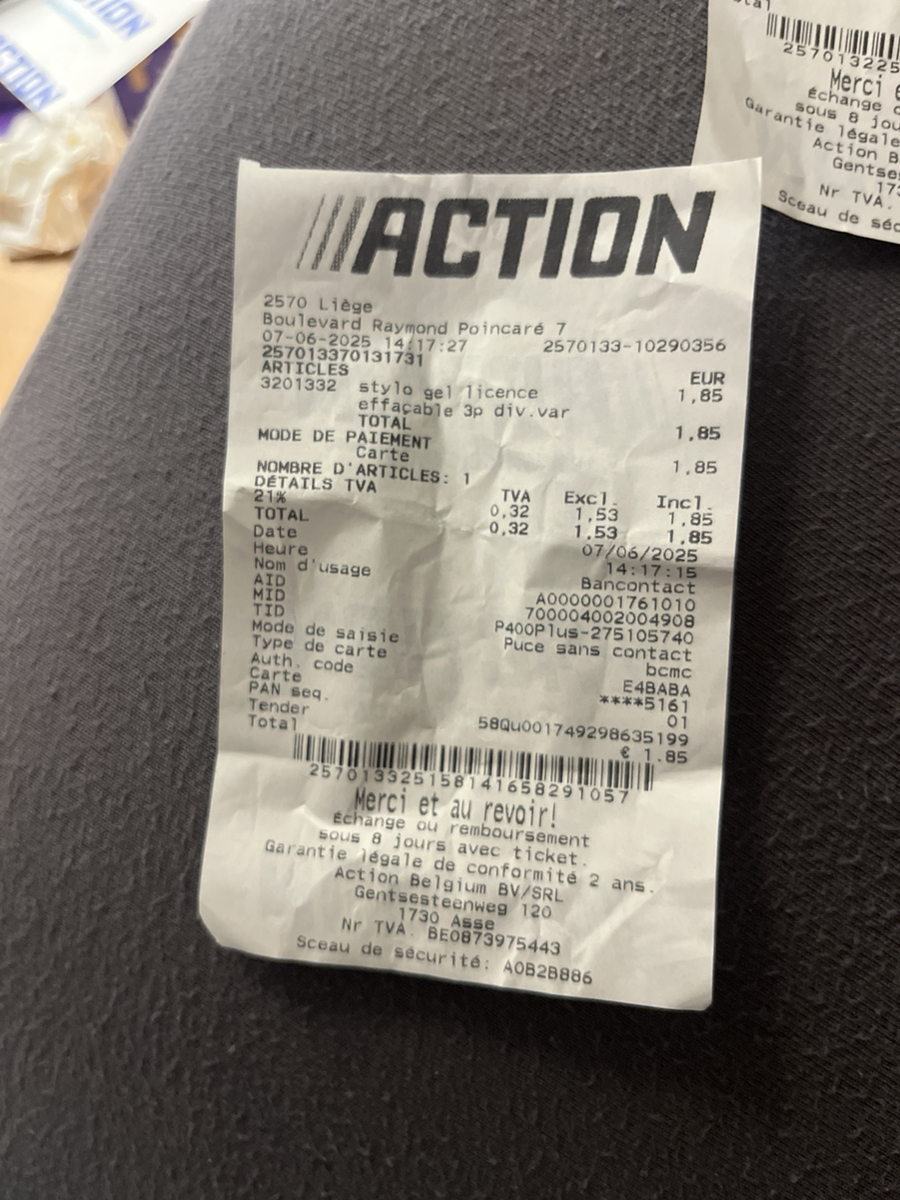 ACTION
2570 Liège
Boulevard Raymond Poincaré 7
07-06-2025 14:17:27 2570133-10290356
257013370131731
ARTICLES EUR
3201332 stylo gel licence 1,85
effaçable 3p div.var
TOTAL 1,85
MODE DE PAIEMENT
Carte 1,85
NOMBRE D'ARTICLES: 1
DÉTAILS TVA
TVA Excl. Incl.
21% 0,32 1,53 1,85
TOTAL 0,32 1,53 1,85
Date 07/06/2025
Heure 14:17:15
Nom d'usage Bancontact
AID A0000001761010
MID 700004002004908
TID P400Plus-275105740
Mode de saisie Puce sans contact
Type de carte bcmc
Auth. code E4BABA
Carte ****5161
PAN seq. 01
Tender 58Qu001749298635199
Total € 1.85
257013325158141658291057
Merci et au revoir!
Échange ou remboursement
sous 8 jours avec ticket.
Garantie légale de conformité 2 ans.
Action Belgium BV/SRL
Gentsesteenweg 120
1730 Asse
Nr TVA. BE0873975443
Sceau de sécurité: A0B2B886
Merci
Échange
sous 8
Garantie légale
Action
Nr TVA.
Sceau de